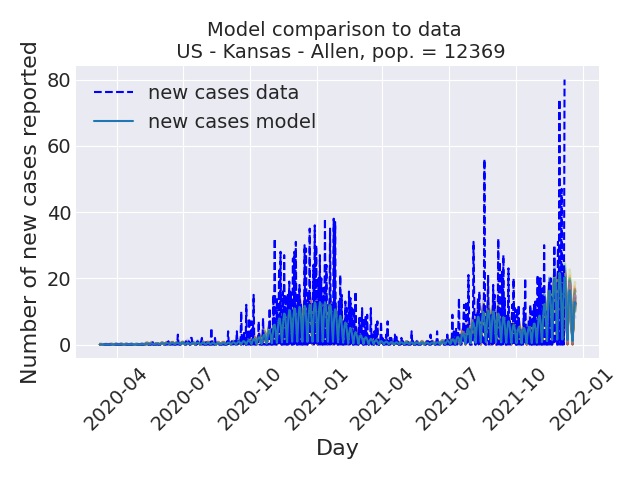 Model comparison to data
US - Kansas - Allen, pop. = 12369
Number of new cases reported
80
60
40
20
0
new cases data
new cases model
2020-04
2020-07
2020-10
2021-01
2021-04
2021-07
2021-10
2022-01
Day